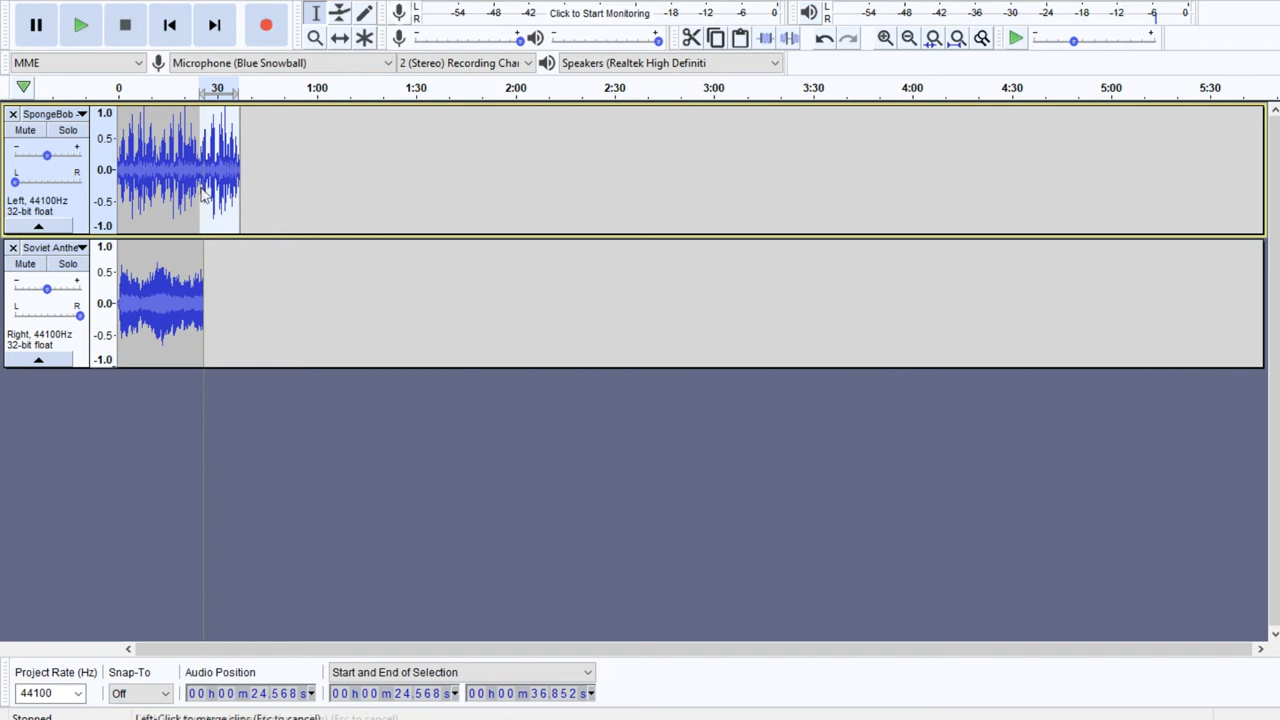 L
R
-54 -48 -42 Click to Start Monitoring -18 -12 -6 0
L
R
-54 -48 -42 -36 -30 -24 -18 -12 -6 0
MME
Microphone (Blue Snowball)
2 (Stereo) Recording Chai
Speakers (Realtek High Definiti
0 30 1:00 1:30 2:00 2:30 3:00 3:30 4:00 4:30 5:00 5:30
SpongeBob
Mute Solo
- +
L R
Left, 44100Hz
32-bit float
1.0
0.5
0.0
-0.5
-1.0
Soviet Anthe
Mute Solo
- +
L R
Right, 44100Hz
32-bit float
1.0
0.5
0.0
-0.5
-1.0
Project Rate (Hz) Snap-To Audio Position Start and End of Selection
44100 Off 00 h 00 m 24.568 s 00 h 00 m 24.568 s 00 h 00 m 36.852 s
Stopped. Left-Click to merge clips (Esc to cancel)